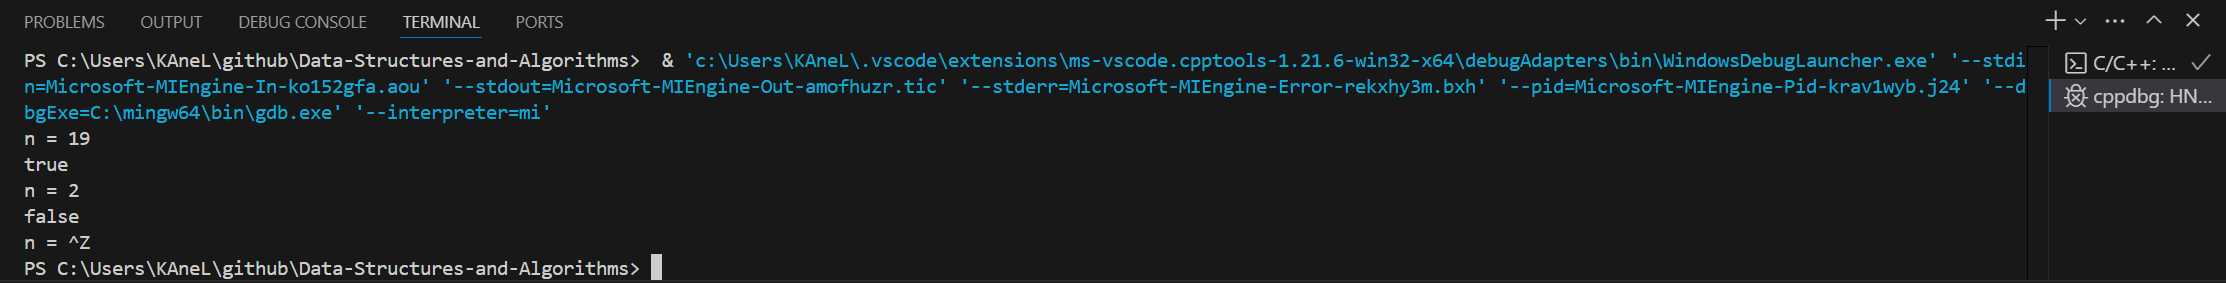 PROBLEMS OUTPUT DEBUG CONSOLE TERMINAL PORTS
PS C:\Users\KAneL\github\Data-Structures-and-Algorithms>  & 'c:\Users\KAneL\.vscode\extensions\ms-vscode.cpptools-1.21.6-win32-x64\debugAdapters\bin\WindowsDebugLauncher.exe' '--stdi
n=Microsoft-MIEngine-In-ko152gfa.aou' '--stdout=Microsoft-MIEngine-Out-amofhuzr.tic' '--stderr=Microsoft-MIEngine-Error-rekxhy3m.bxh' '--pid=Microsoft-MIEngine-Pid-krav1wyb.j24' '--d
bgExe=C:\mingw64\bin\gdb.exe' '--interpreter=mi'
n = 19
true
n = 2
false
n = ^Z
PS C:\Users\KAneL\github\Data-Structures-and-Algorithms>
C/C++: ...
cppdbg: HN...